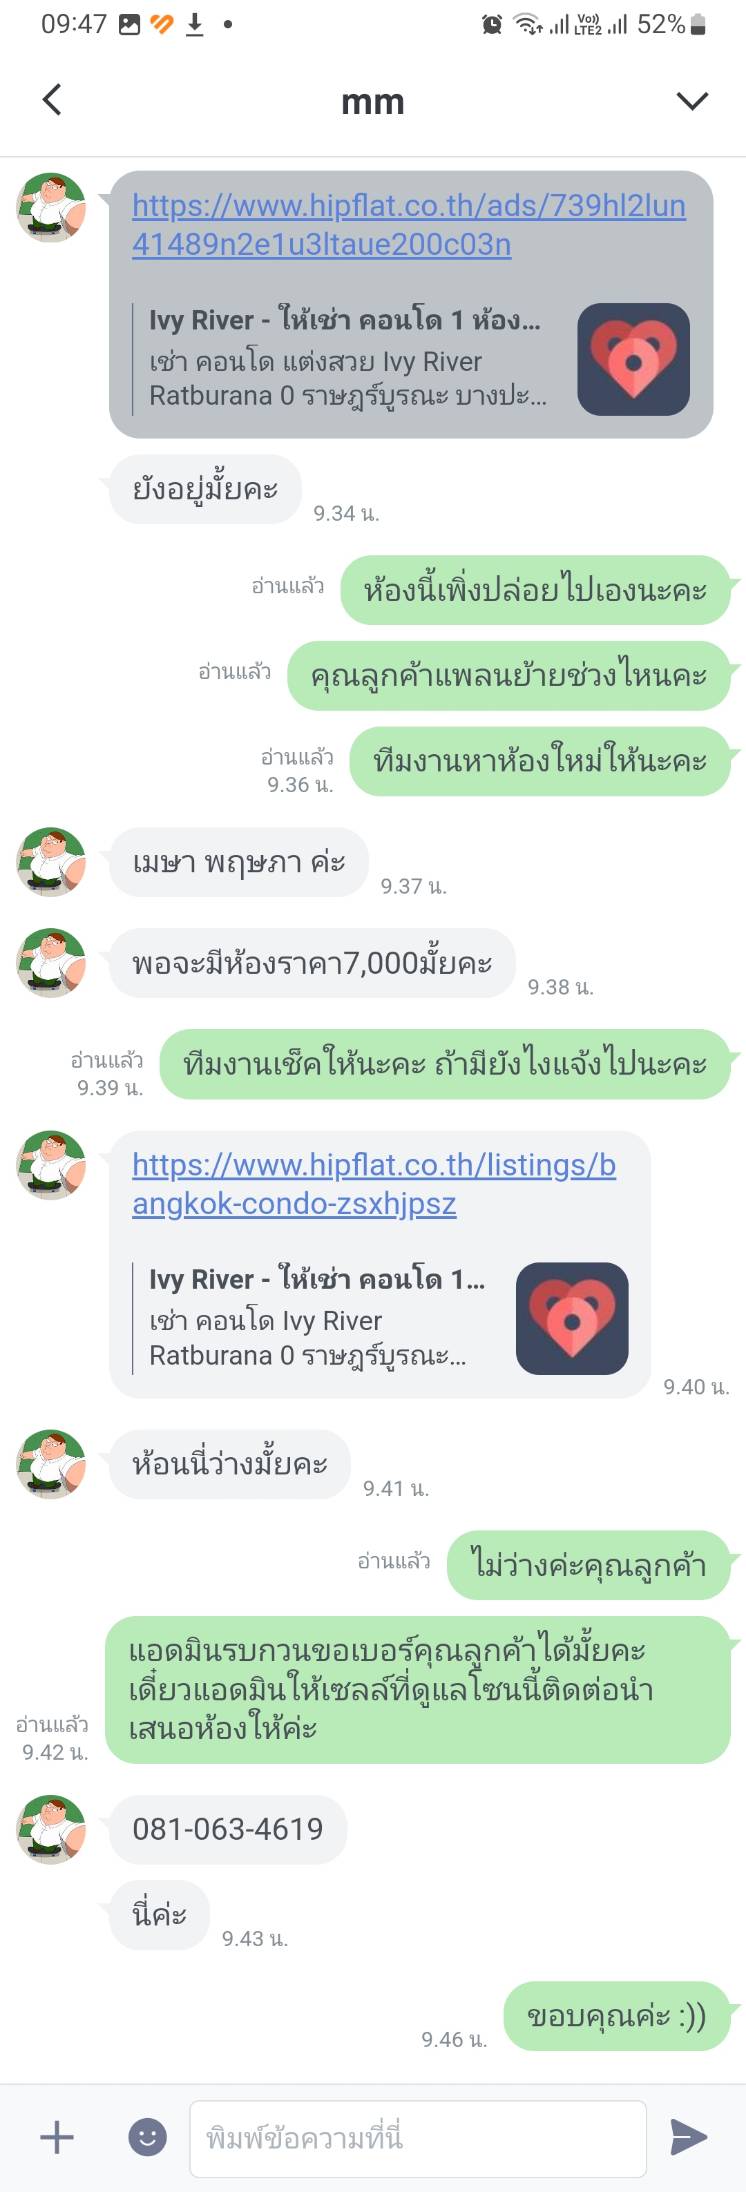 09:47
Vo)) LTE2 52%
mm
https://www.hipflat.co.th/ads/739hl2lun
41489n2e1u3ltaue200c03n
Ivy River - ให้เช่า คอนโด 1 ห้อง...
เช่า คอนโด แต่งสวย Ivy River
Ratburana 0 ราษฎร์บูรณะ บางปะ...
ยังอยู่มั้ยคะ
9.34 น.
อ่านแล้ว
ห้องนี้เพิ่งปล่อยไปเองนะคะ
อ่านแล้ว
คุณลูกค้าแพลนย้ายช่วงไหนคะ
อ่านแล้ว
9.36 น.
ทีมงานหาห้องใหม่ให้นะคะ
เมษา พฤษภา ค่ะ
9.37 น.
พอจะมีห้องราคา7,000มั้ยคะ
9.38 น.
อ่านแล้ว
9.39 น.
ทีมงานเช็คให้นะคะ ถ้ามียังไงแจ้งไปนะคะ
https://www.hipflat.co.th/listings/b
angkok-condo-zsxhjpsz
Ivy River - ให้เช่า คอนโด 1...
เช่า คอนโด Ivy River
Ratburana 0 ราษฎร์บูรณะ...
9.40 น.
ห้อนนี่ว่างมั้ยคะ
9.41 น.
อ่านแล้ว
ไม่ว่างค่ะคุณลูกค้า
แอดมินรบกวนขอเบอร์คุณลูกค้าได้มั้ยคะ
เดี๋ยวแอดมินให้เซลล์ที่ดูแลโซนนี้ติดต่อนำ
เสนอห้องให้ค่ะ
อ่านแล้ว
9.42 น.
081-063-4619
นี่ค่ะ
9.43 น.
ขอบคุณค่ะ :))
9.46 น.
พิมพ์ข้อความที่นี่